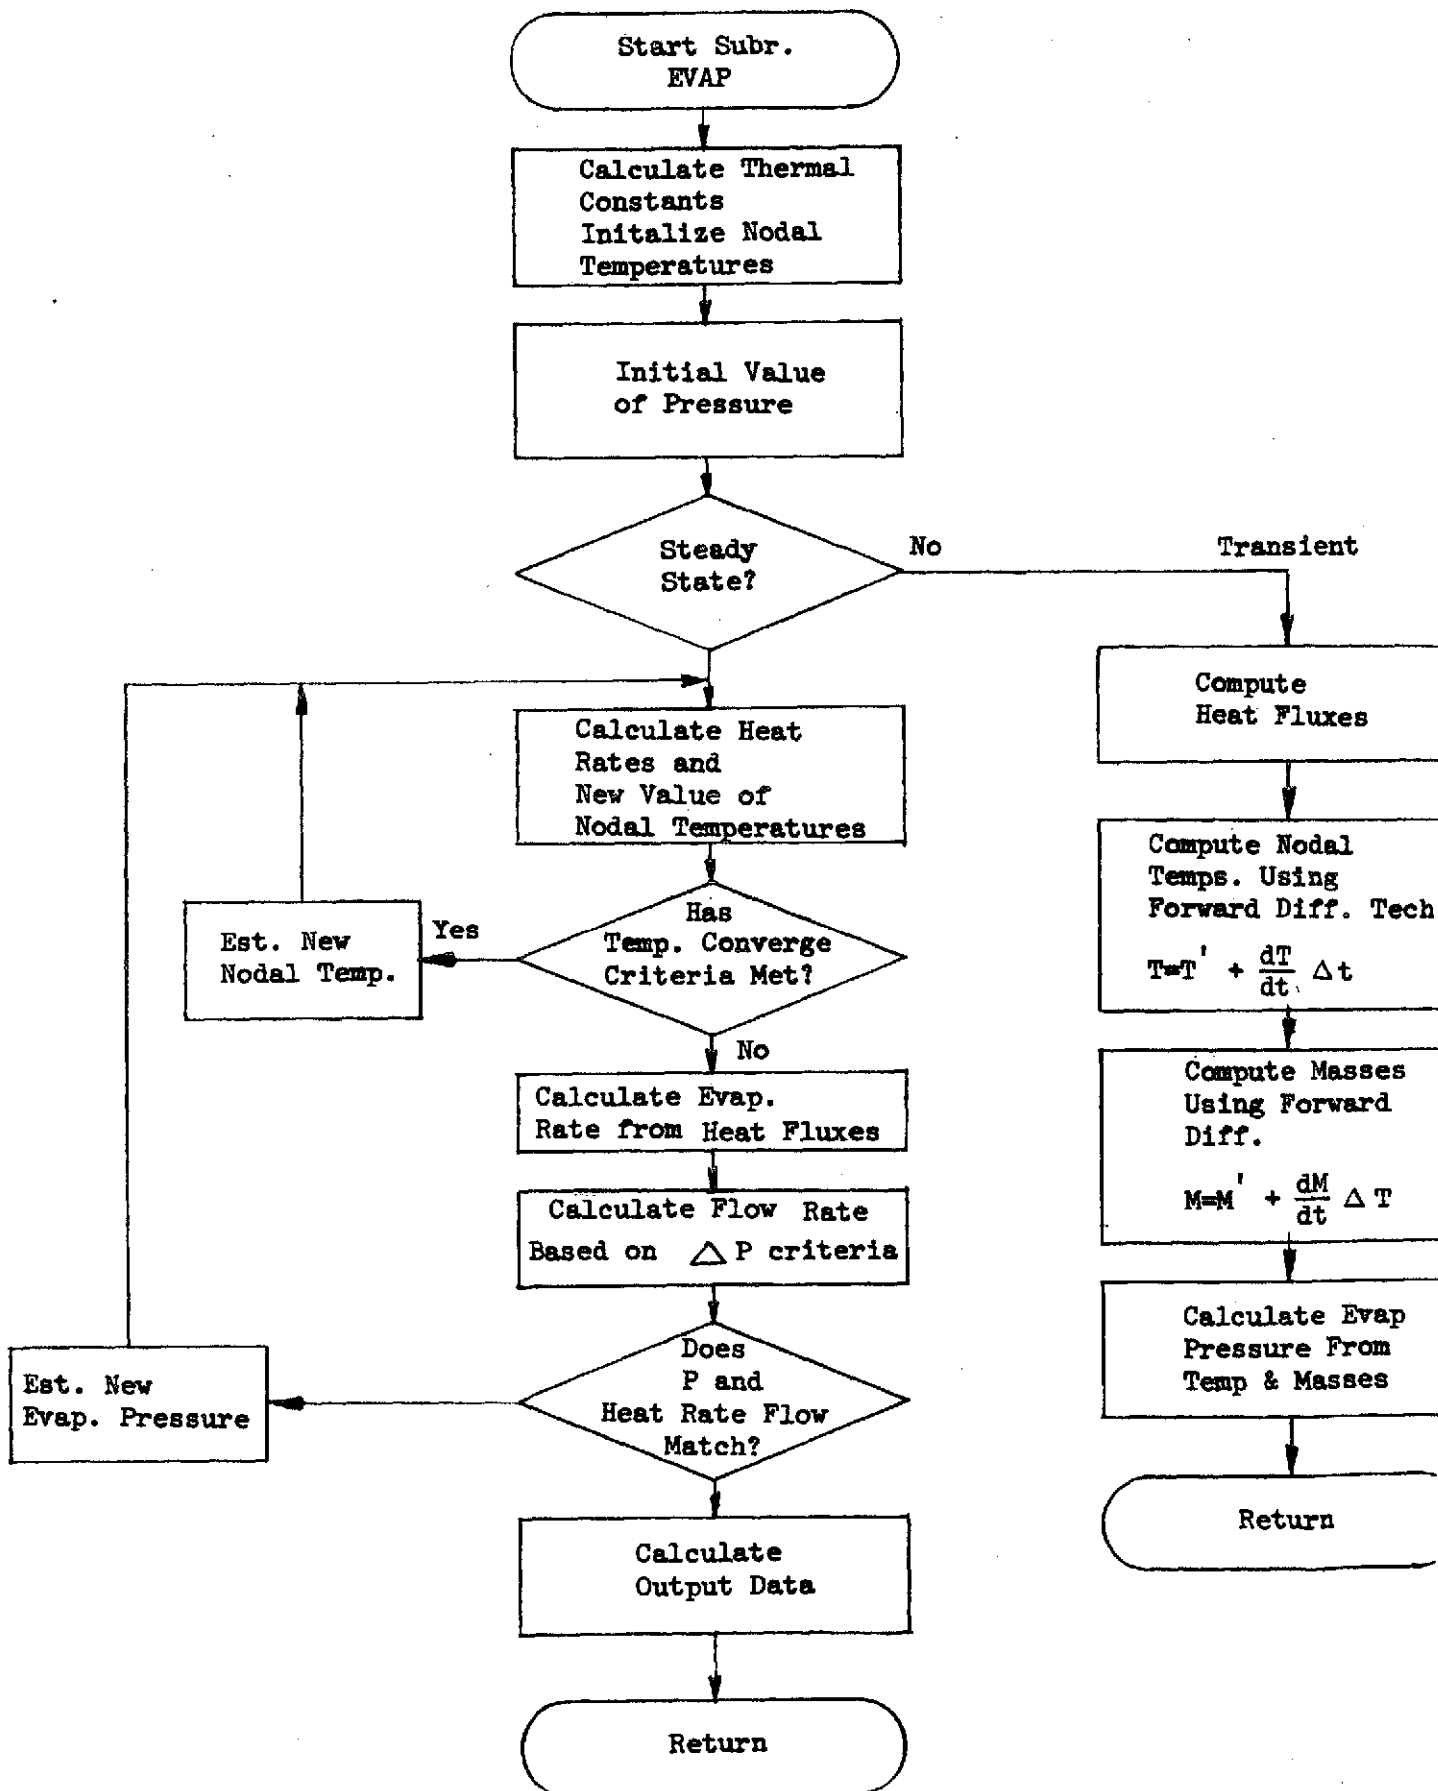 Start Subr.
EVAP
Calculate Thermal
Constants
Initalize Nodal
Temperatures
Initial Value
of Pressure
Steady
State?
No
Transient
Calculate Heat
Rates and
New Value of
Nodal Temperatures
Has
Temp. Converge
Criteria Met?
Yes
Est. New
Nodal Temp.
No
Calculate Evap.
Rate from Heat Fluxes
Calculate Flow Rate
Based on △ P criteria
Does
P and
Heat Rate Flow
Match?
Est. New
Evap. Pressure
Calculate
Output Data
Return
Compute
Heat Fluxes
Compute Nodal
Temps. Using
Forward Diff. Tech
T=T' + dT/dt Δt
Compute Masses
Using Forward
Diff.
M=M' + dM/dt Δ T
Calculate Evap
Pressure From
Temp & Masses
Return